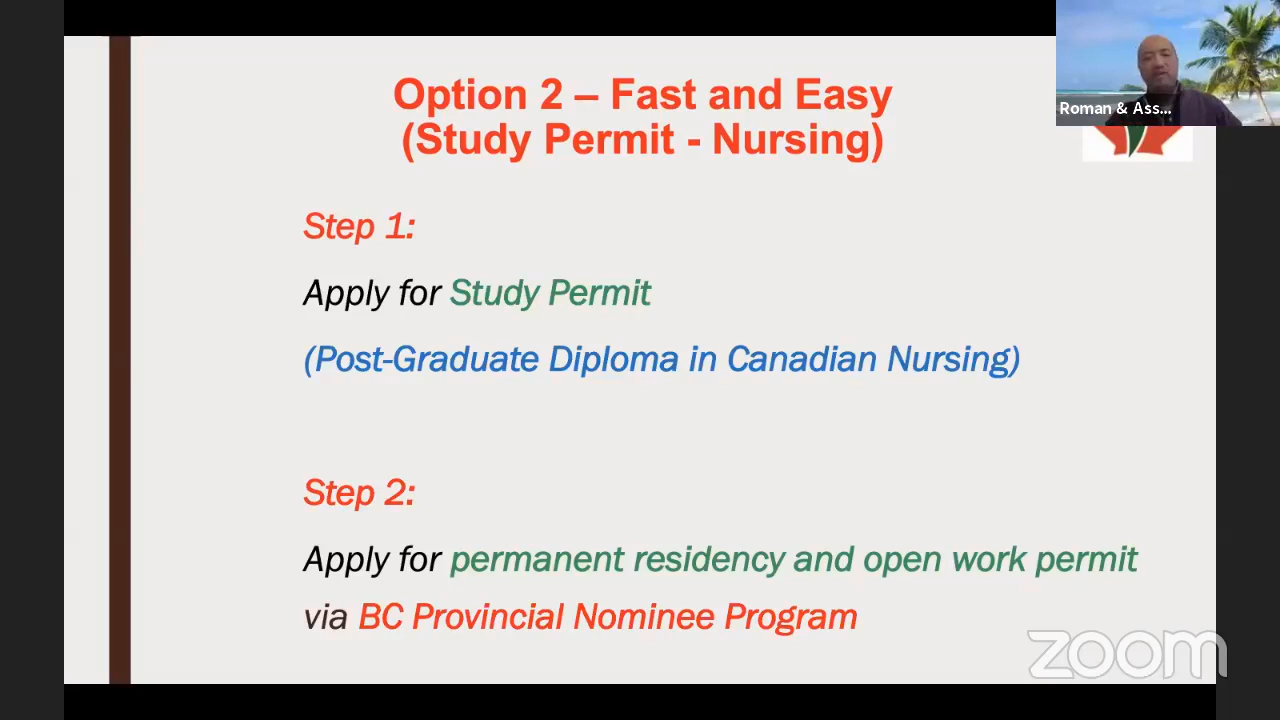 Option 2 – Fast and Easy
(Study Permit - Nursing)
Roman & Ass...
Step 1:
Apply for Study Permit
(Post-Graduate Diploma in Canadian Nursing)
Step 2:
Apply for permanent residency and open work permit
via BC Provincial Nominee Program
zoom